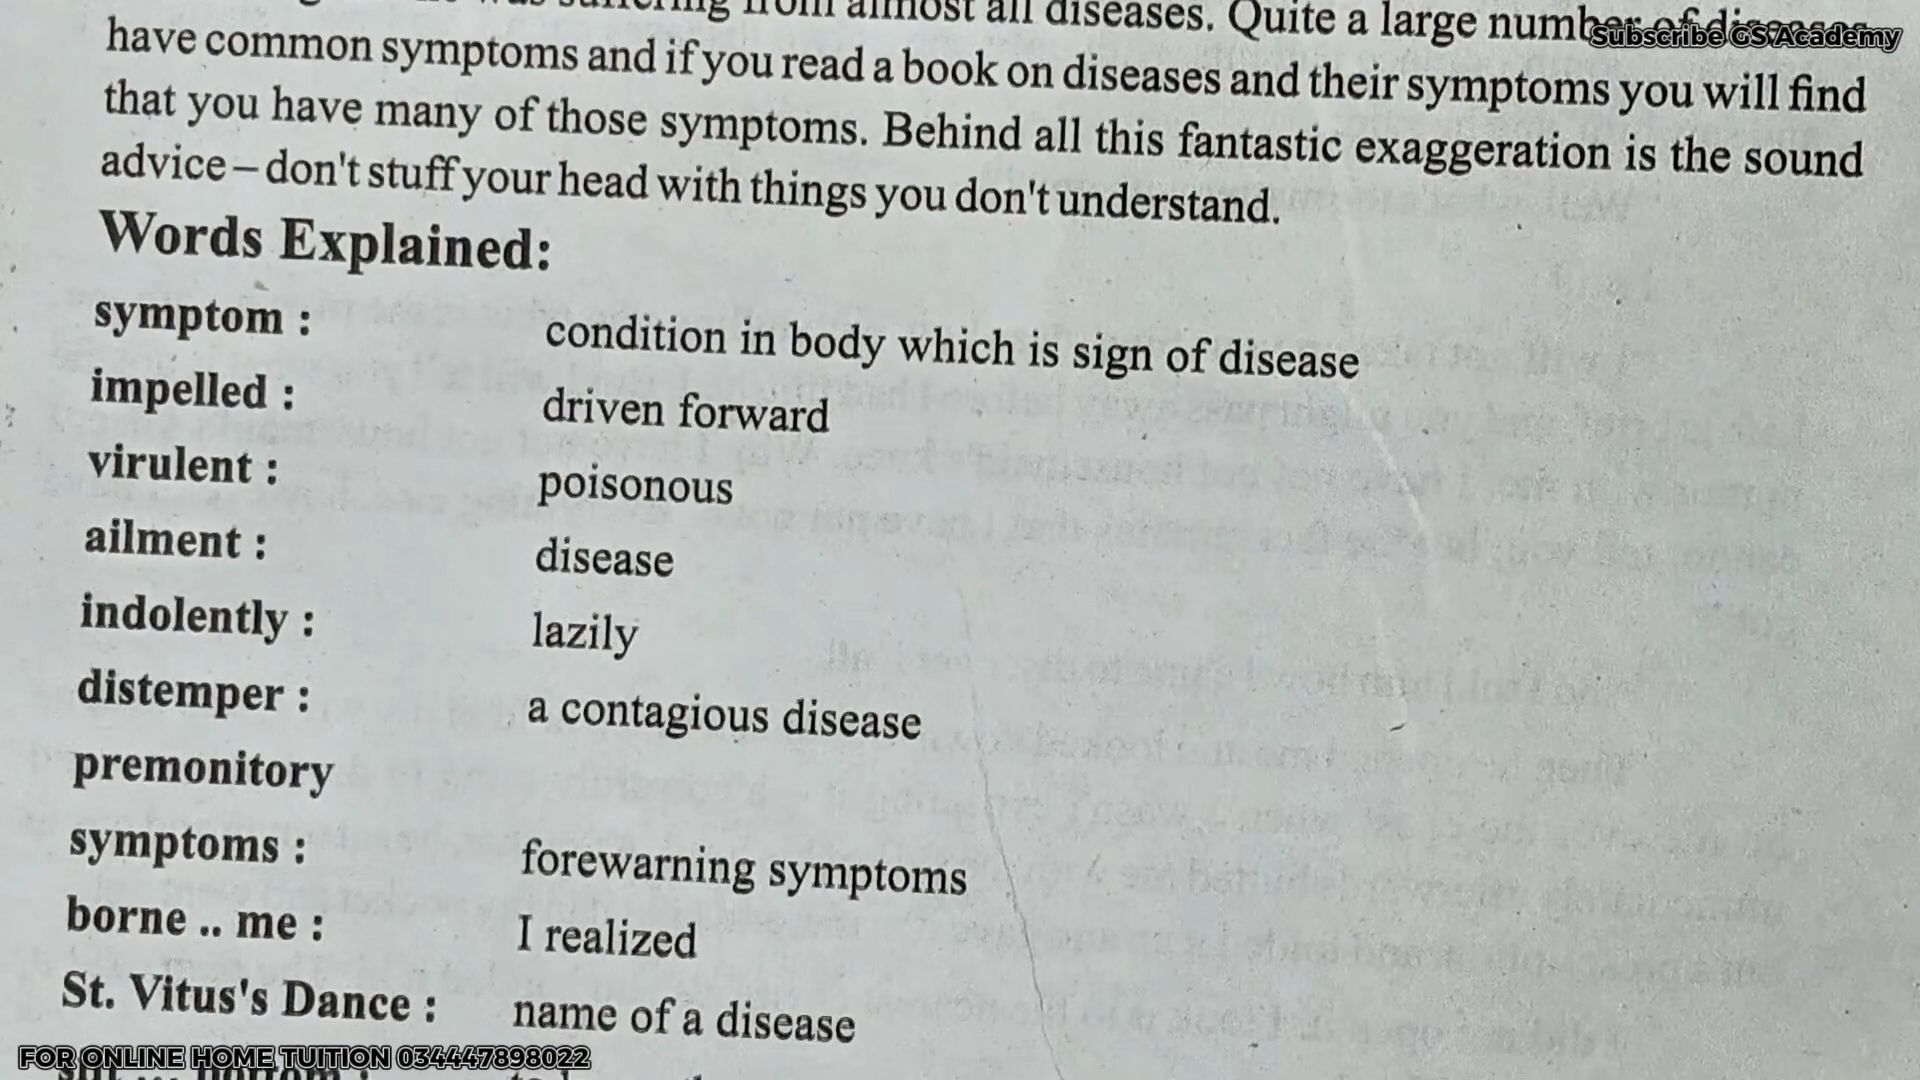 from almost all diseases. Quite a large number of diseases
Subscribe GS Academy
have common symptoms and if you read a book on diseases and their symptoms you will find
that you have many of those symptoms. Behind all this fantastic exaggeration is the sound
advice – don't stuff your head with things you don't understand.
Words Explained:
symptom : condition in body which is sign of disease
impelled : driven forward
virulent : poisonous
ailment : disease
indolently : lazily
distemper : a contagious disease
premonitory
symptoms : forewarning symptoms
borne .. me : I realized
St. Vitus's Dance : name of a disease
FOR ONLINE HOME TUITION 034447898022